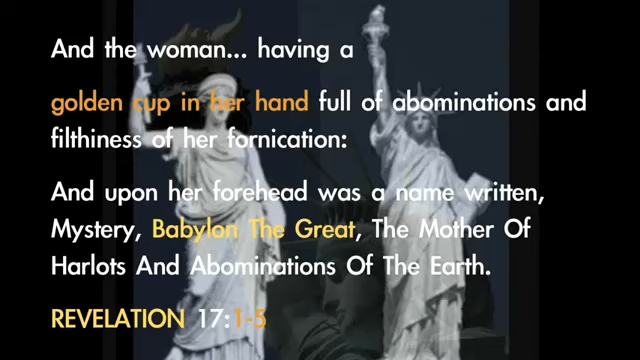 And the woman... having a
golden cup in her hand full of abominations and
filthiness of her fornication:
And upon her forehead was a name written,
Mystery, Babylon The Great, The Mother Of
Harlots And Abominations Of The Earth.
REVELATION 17:1-5